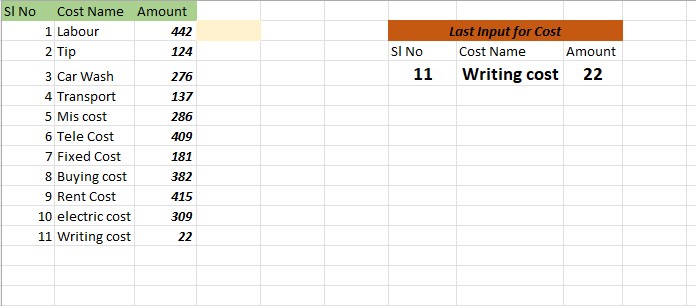 Sl No Cost Name Amount
1 Labour 442
2 Tip 124
3 Car Wash 276
4 Transport 137
5 Mis cost 286
6 Tele Cost 409
7 Fixed Cost 181
8 Buying cost 382
9 Rent Cost 415
10 electric cost 309
11 Writing cost 22
Last Input for Cost
Sl No Cost Name Amount
11 Writing cost 22